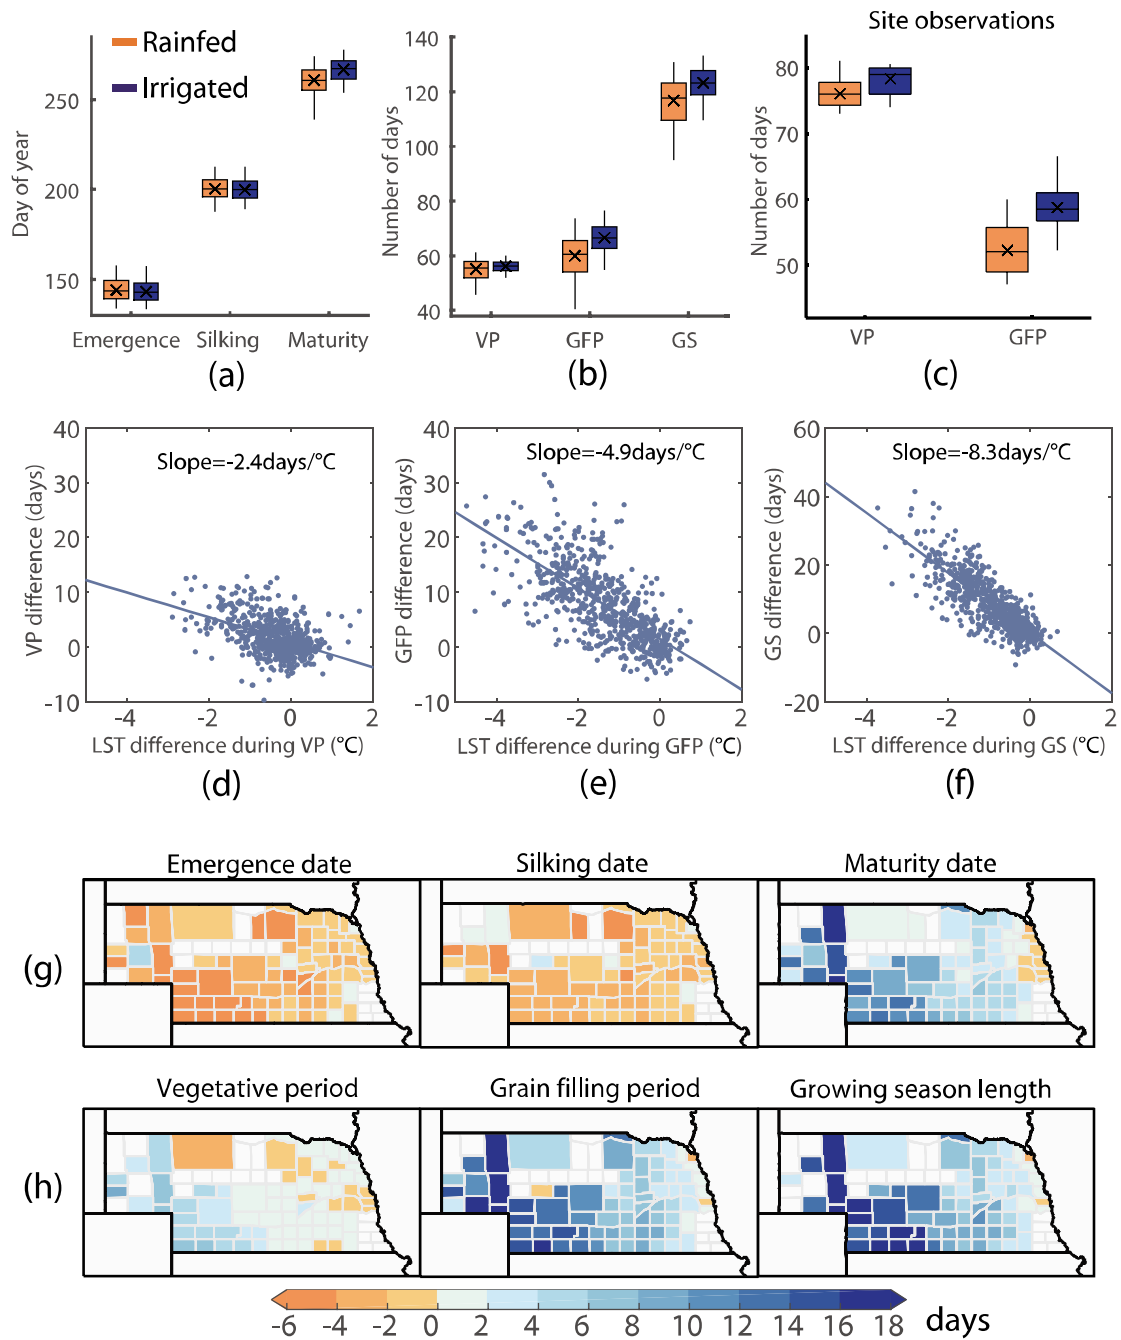 Site observations
Rainfed
Irrigated
Day of year
250
200
150
Emergence Silking Maturity
(a)
Number of days
140
120
100
80
60
40
VP GFP GS
(b)
Number of days
80
70
60
50
VP GFP
(c)
VP difference (days)
40
30
20
10
0
-10
Slope=-2.4days/°C
-4 -2 0 2
LST difference during VP (°C)
(d)
GFP difference (days)
40
30
20
10
0
-10
Slope=-4.9days/°C
-4 -2 0 2
LST difference during GFP (°C)
(e)
GS difference (days)
60
40
20
0
-20
Slope=-8.3days/°C
-4 -2 0 2
LST difference during GS (°C)
(f)
Emergence date Silking date Maturity date
(g)
Vegetative period Grain filling period Growing season length
(h)
-6 -4 -2 0 2 4 6 8 10 12 14 16 18 days